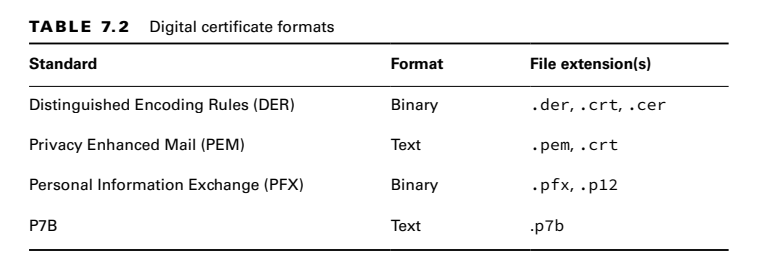 TABLE 7.2 Digital certificate formats
Standard Format File extension(s)
Distinguished Encoding Rules (DER) Binary .der, .crt, .cer
Privacy Enhanced Mail (PEM) Text .pem, .crt
Personal Information Exchange (PFX) Binary .pfx, .p12
P7B Text .p7b